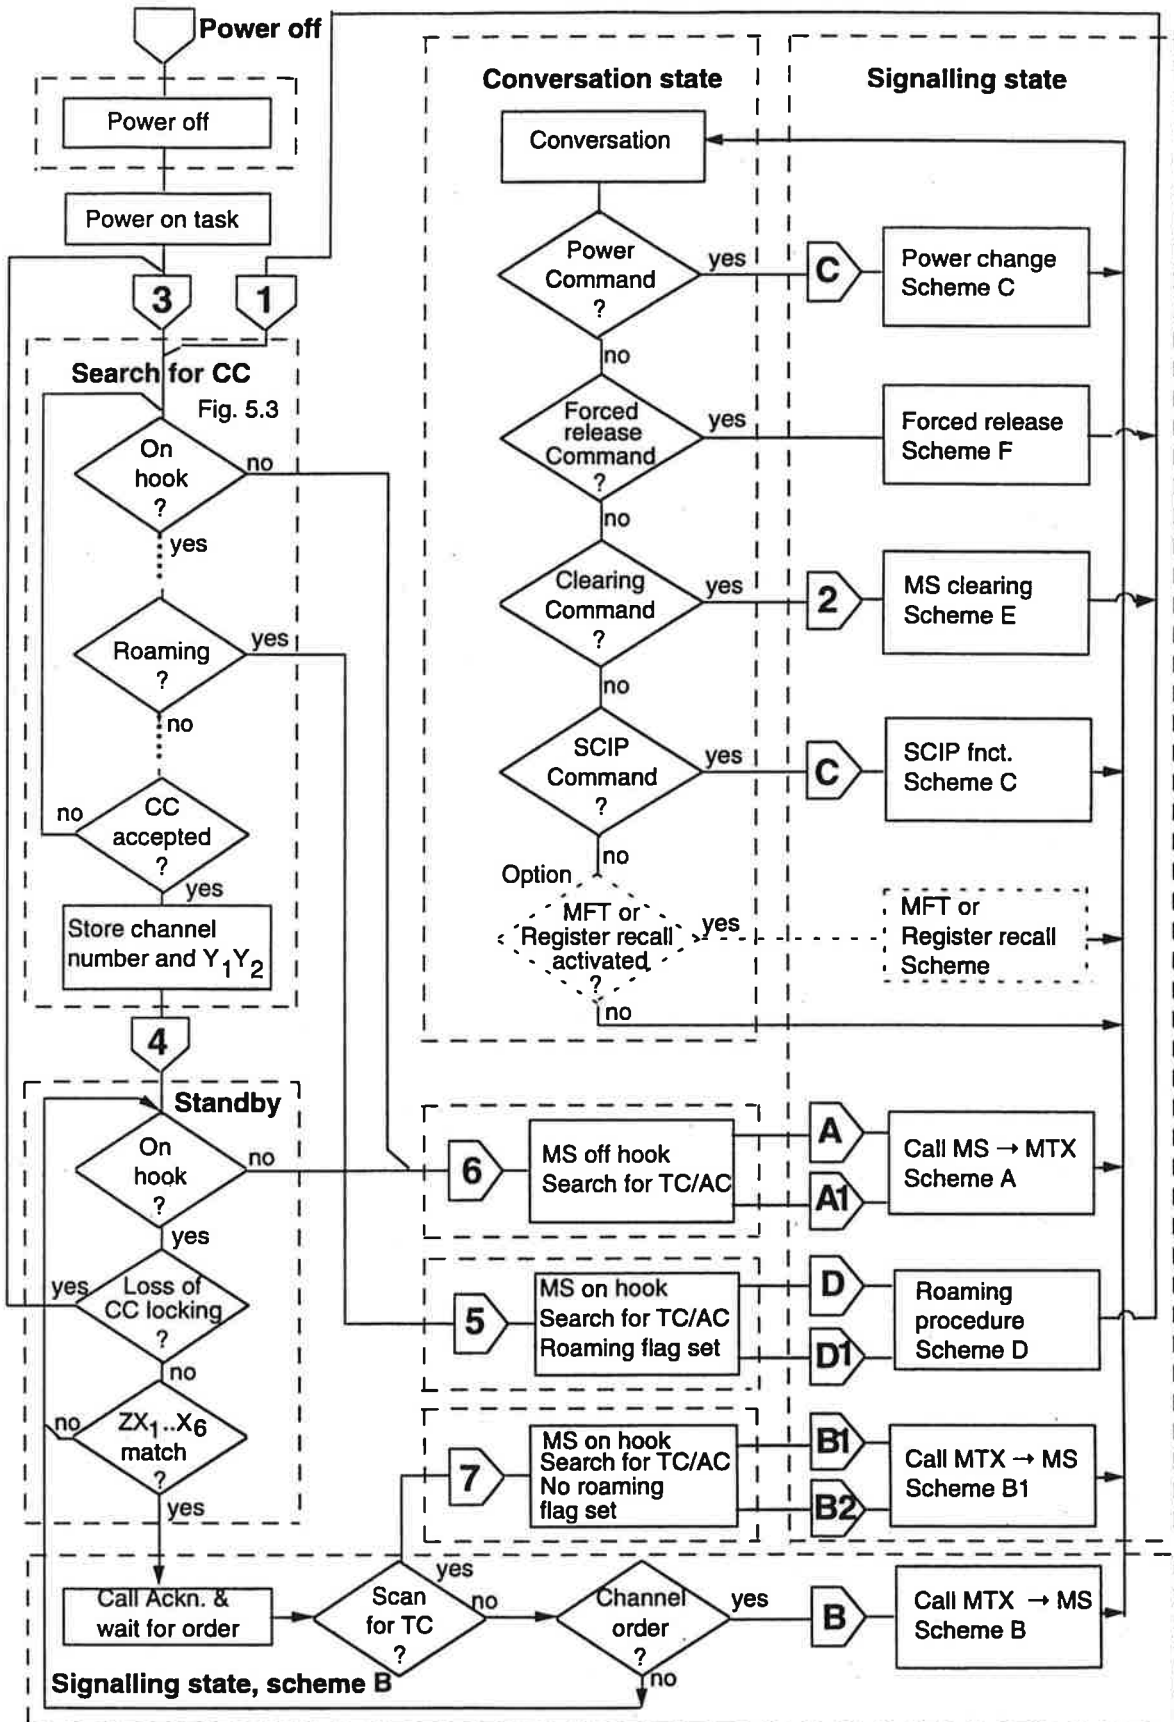 Power off
Power off
Power on task
3
1
Search for CC
Fig. 5.3
On
hook
?
no
yes
Roaming
?
yes
no
CC
accepted
?
no
yes
Store channel
number and Y1Y2
4
Standby
On
hook
?
no
yes
Loss of
CC locking
?
yes
no
ZX1..X6
match
?
no
yes
Conversation state
Conversation
Power
Command
?
yes
no
Forced
release
Command
?
yes
no
Clearing
Command
?
yes
no
SCIP
Command
?
yes
no
Option
MFT or
Register recall
activated
?
yes
no
Signalling state
C
Power change
Scheme C
Forced release
Scheme F
2
MS clearing
Scheme E
C
SCIP fnct.
Scheme C
MFT or
Register recall
Scheme
6
MS off hook
Search for TC/AC
A
A1
Call MS → MTX
Scheme A
5
MS on hook
Search for TC/AC
Roaming flag set
D
D1
Roaming
procedure
Scheme D
7
MS on hook
Search for TC/AC
No roaming
flag set
B1
B2
Call MTX → MS
Scheme B1
Call Ackn. &
wait for order
Scan
for TC
?
yes
no
Channel
order
?
yes
no
B
Call MTX → MS
Scheme B
Signalling state, scheme B